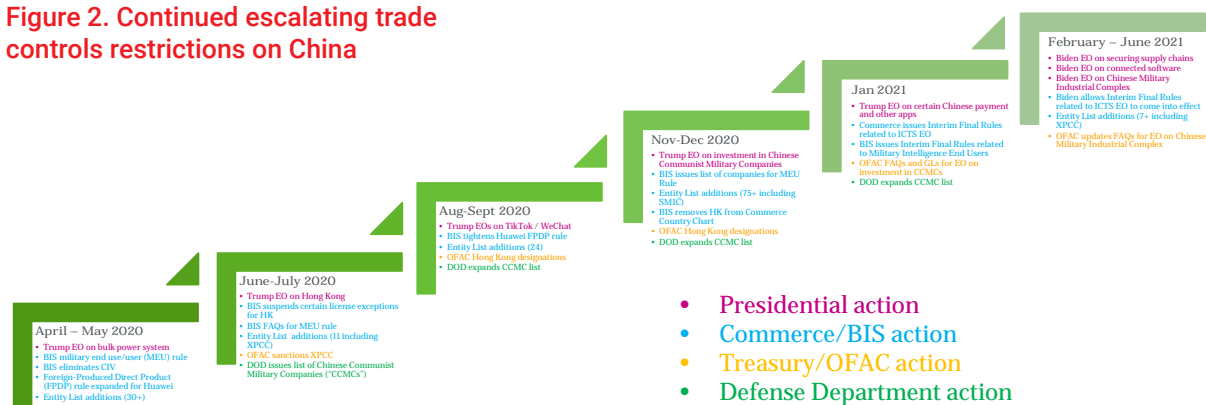 Figure 2. Continued escalating trade
controls restrictions on China
April – May 2020
• Trump EO on bulk power system
• BIS military end use/user (MEU) rule
• BIS eliminates CIV
• Foreign-Produced Direct Product
(FPDP) rule expanded for Huawei
• Entity List additions (30+)
June-July 2020
• Trump EO on Hong Kong
• BIS suspends certain license exceptions
for HK
• BIS FAQs for MEU rule
• Entity List additions (11 including
XPCC)
• OFAC sanctions XPCC
• DOD issues list of Chinese Communist
Military Companies ("CCMCs")
Aug-Sept 2020
• Trump EOs on TikTok / WeChat
• BIS tightens Huawei FPDP rule
• Entity List additions (24)
• OFAC Hong Kong designations
• DOD expands CCMC list
Nov-Dec 2020
• Trump EO on investment in Chinese
Communist Military Companies
• BIS issues list of companies for MEU
Rule
• Entity List additions (75+ including
SMIC)
• BIS removes HK from Commerce
Country Chart
• OFAC Hong Kong designations
• DOD expands CCMC list
Jan 2021
• Trump EO on certain Chinese payment
and other apps
• Commerce issues Interim Final Rules
related to ICTS EO
• BIS issues Interim Final Rules related
to Military Intelligence End Users
• OFAC FAQs and GLs for EO on
investment in CCMCs
• DOD expands CCMC list
February – June 2021
• Biden EO on securing supply chains
• Biden EO on connected software
• Biden EO on Chinese Military
Industrial Complex
• Biden allows Interim Final Rules
related to ICTS EO to come into effect
• Entity List additions (7+ including
XPCC)
• OFAC updates FAQs for EO on Chinese
Military Industrial Complex
• Presidential action
• Commerce/BIS action
• Treasury/OFAC action
• Defense Department action